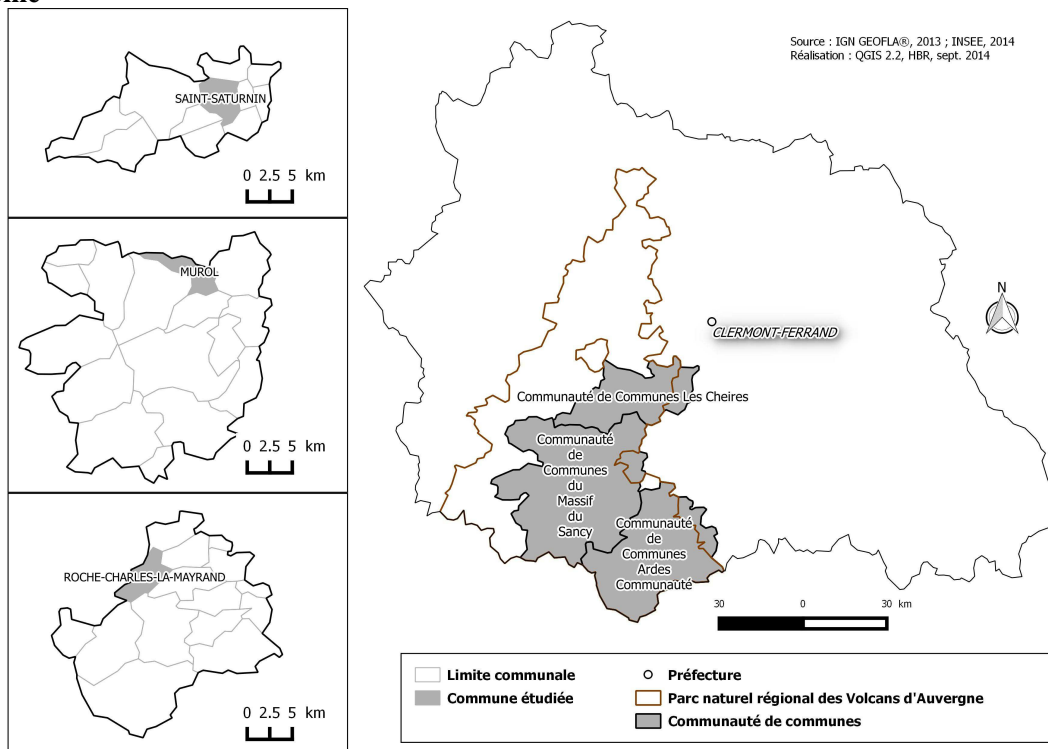 Source : IGN GEOFLA®, 2013 ; INSEE, 2014
Réalisation : QGIS 2.2, HBR, sept. 2014
SAINT-SATURNIN
0 2.5 5 km
MUROL
0 2.5 5 km
ROCHE-CHARLES-LA-MAYRAND
0 2.5 5 km
N
CLERMONT-FERRAND
Communauté de Communes Les Cheires
Communauté
de
Communes
du
Massif
du
Sancy
Communauté
de
Communes
Ardes
Communauté
30 0 30 km
Limite communale
Commune étudiée
Préfecture
Parc naturel régional des Volcans d'Auvergne
Communauté de communes